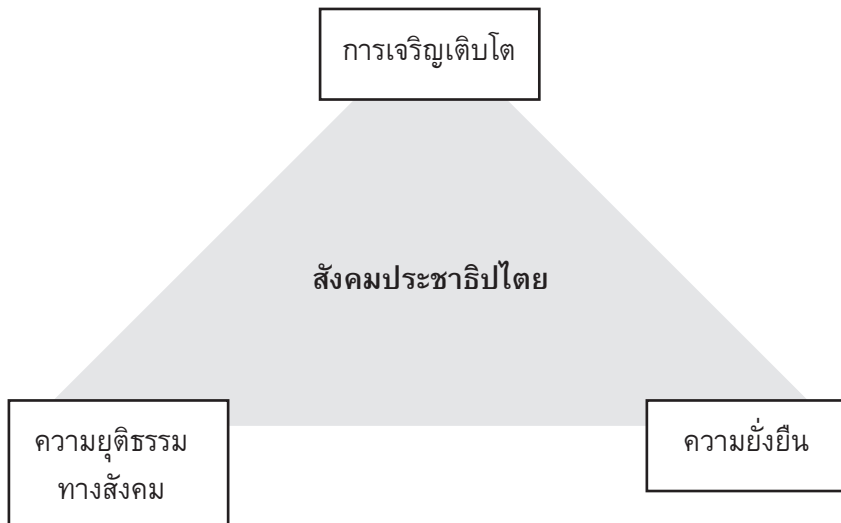 การเจริญเติบโต
สังคมประชาธิปไตย
ความยุติธรรม
ทางสังคม
ความยั่งยืน